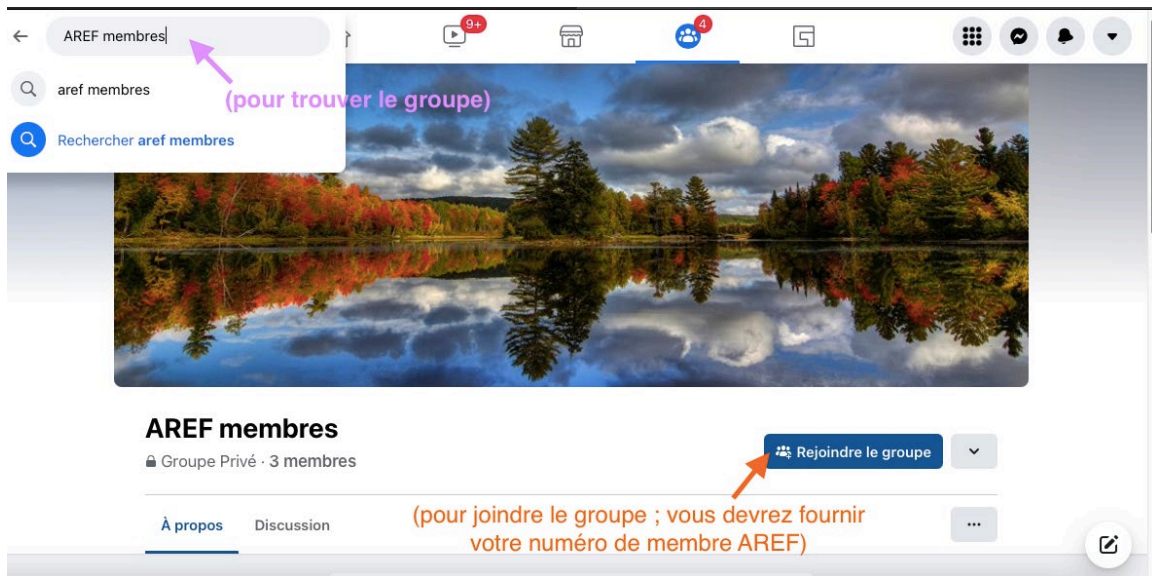 AREF membres
9+
4
aref membres
(pour trouver le groupe)
Rechercher aref membres
AREF membres
Groupe Privé · 3 membres
Rejoindre le groupe
À propos
Discussion
(pour joindre le groupe ; vous devrez fournir
votre numéro de membre AREF)